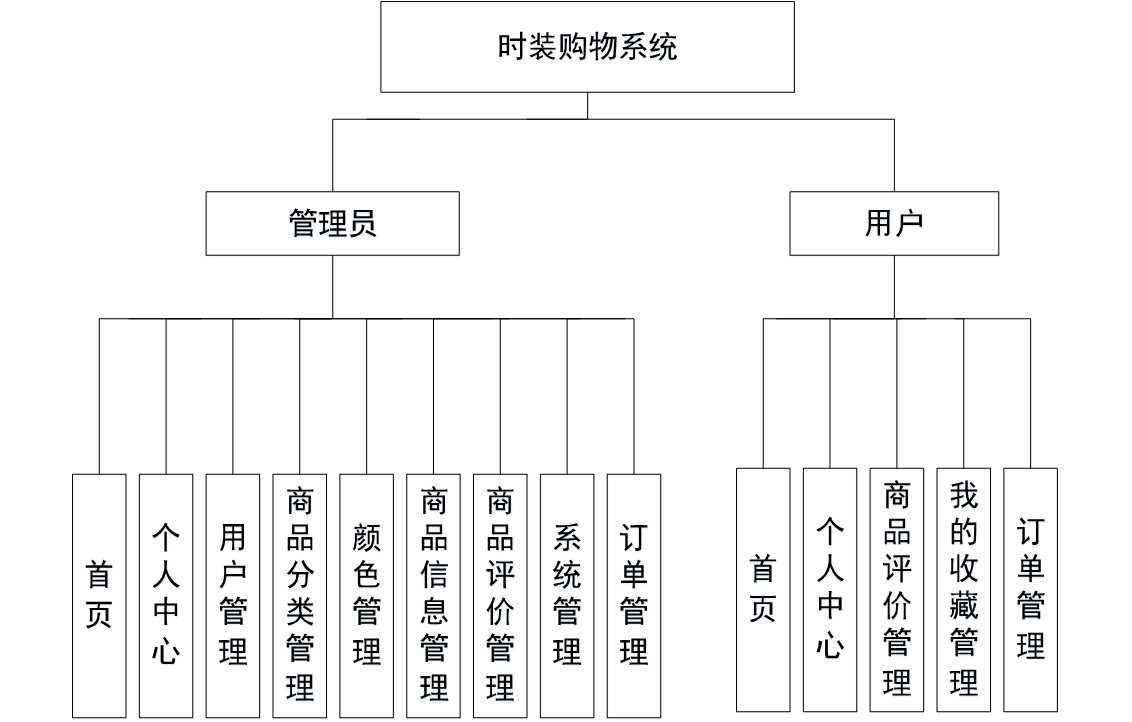 时装购物系统
管理员
用户
首页
个人中心
用户管理
商品分类管理
颜色管理
商品信息管理
商品评价管理
系统管理
订单管理
首页
个人中心
商品评价管理
我的收藏管理
订单管理